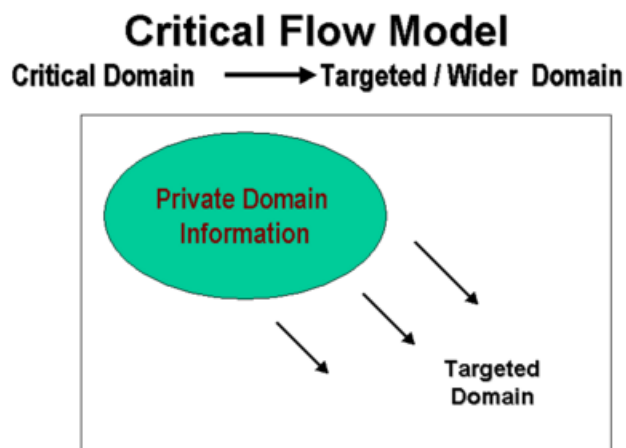 Critical Flow Model
Critical Domain Targeted / Wider Domain
Private Domain
Information
Targeted
Domain